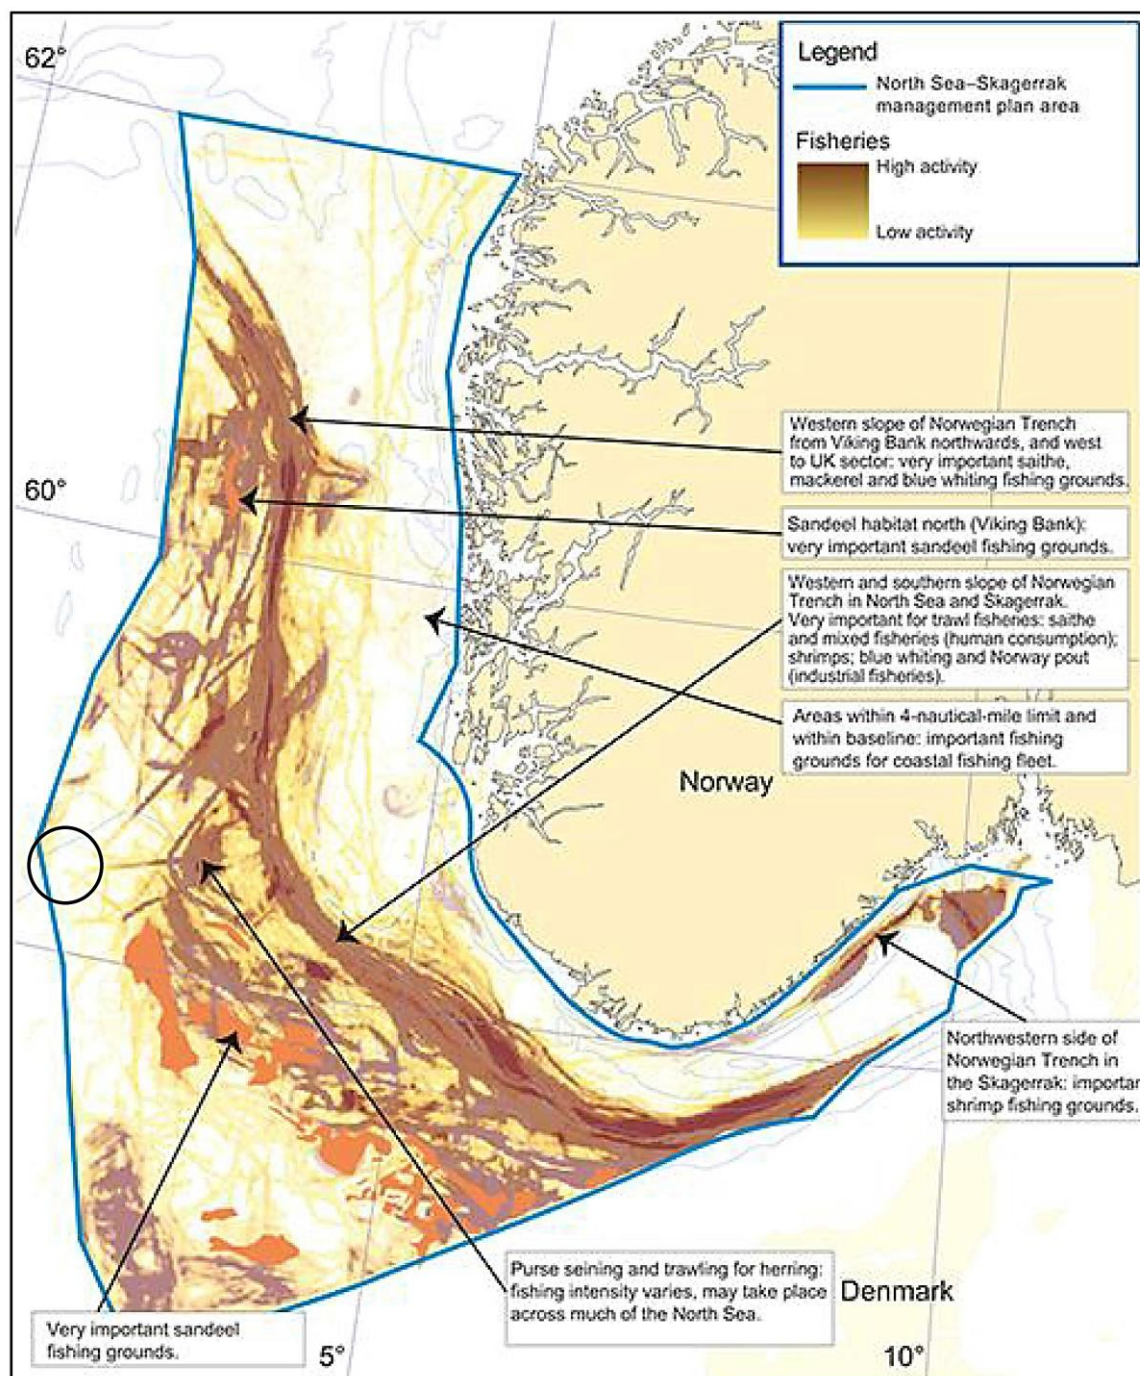 62°
Legend
North Sea–Skagerrak
management plan area
Fisheries
High activity
Low activity
Western slope of Norwegian Trench
from Viking Bank northwards, and west
to UK sector: very important saithe,
mackerel and blue whiting fishing grounds.
60°
Sandeel habitat north (Viking Bank):
very important sandeel fishing grounds.
Western and southern slope of Norwegian
Trench in North Sea and Skagerrak.
Very important for trawl fisheries: saithe
and mixed fisheries (human consumption);
shrimps; blue whiting and Norway pout
(industrial fisheries).
Areas within 4-nautical-mile limit and
within baseline: important fishing
grounds for coastal fishing fleet.
Norway
Northwestern side of
Norwegian Trench in
the Skagerrak: importan
shrimp fishing grounds.
Purse seining and trawling for herring:
fishing intensity varies, may take place
across much of the North Sea.
Denmark
Very important sandeel
fishing grounds.
5°
10°